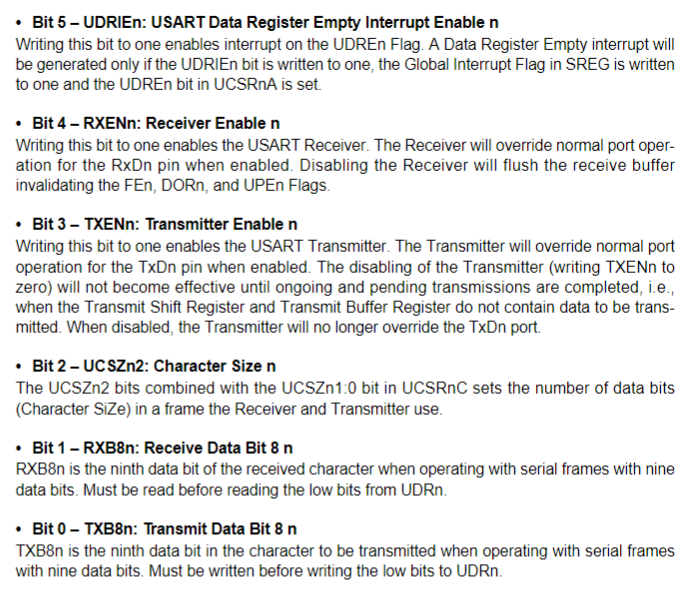 • Bit 5 – UDRIEn: USART Data Register Empty Interrupt Enable n
Writing this bit to one enables interrupt on the UDREn Flag. A Data Register Empty interrupt will
be generated only if the UDRIEn bit is written to one, the Global Interrupt Flag in SREG is written
to one and the UDREn bit in UCSRnA is set.
• Bit 4 – RXENn: Receiver Enable n
Writing this bit to one enables the USART Receiver. The Receiver will override normal port oper-
ation for the RxDn pin when enabled. Disabling the Receiver will flush the receive buffer
invalidating the FEn, DORn, and UPEn Flags.
• Bit 3 – TXENn: Transmitter Enable n
Writing this bit to one enables the USART Transmitter. The Transmitter will override normal port
operation for the TxDn pin when enabled. The disabling of the Transmitter (writing TXENn to
zero) will not become effective until ongoing and pending transmissions are completed, i.e.,
when the Transmit Shift Register and Transmit Buffer Register do not contain data to be trans-
mitted. When disabled, the Transmitter will no longer override the TxDn port.
• Bit 2 – UCSZn2: Character Size n
The UCSZn2 bits combined with the UCSZn1:0 bit in UCSRnC sets the number of data bits
(Character SiZe) in a frame the Receiver and Transmitter use.
• Bit 1 – RXB8n: Receive Data Bit 8 n
RXB8n is the ninth data bit of the received character when operating with serial frames with nine
data bits. Must be read before reading the low bits from UDRn.
• Bit 0 – TXB8n: Transmit Data Bit 8 n
TXB8n is the ninth data bit in the character to be transmitted when operating with serial frames
with nine data bits. Must be written before writing the low bits to UDRn.